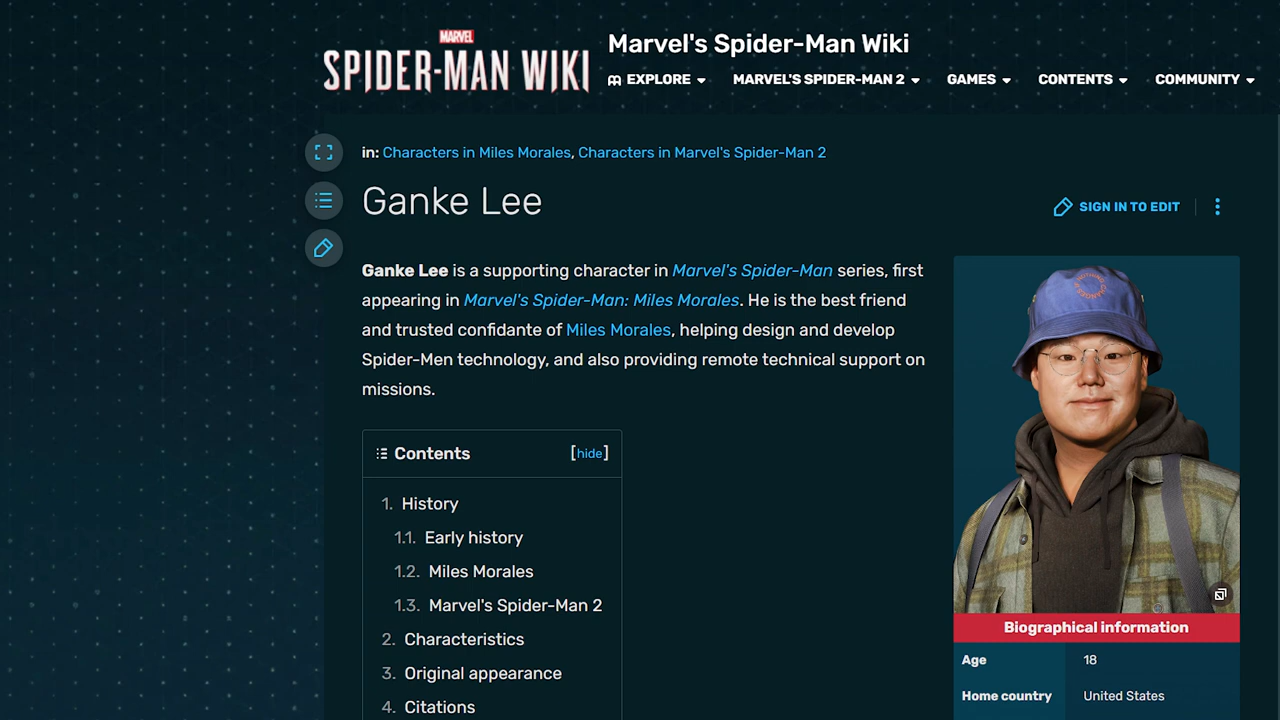 MARVEL
SPIDER-MAN WIKI
Marvel's Spider-Man Wiki
EXPLORE MARVEL'S SPIDER-MAN 2 GAMES CONTENTS COMMUNITY
in: Characters in Miles Morales, Characters in Marvel's Spider-Man 2
Ganke Lee
SIGN IN TO EDIT
Ganke Lee is a supporting character in Marvel's Spider-Man series, first
appearing in Marvel's Spider-Man: Miles Morales. He is the best friend
and trusted confidante of Miles Morales, helping design and develop
Spider-Men technology, and also providing remote technical support on
missions.
Contents [hide]
1. History
1.1. Early history
1.2. Miles Morales
1.3. Marvel's Spider-Man 2
2. Characteristics
3. Original appearance
4. Citations
Biographical information
Age 18
Home country United States